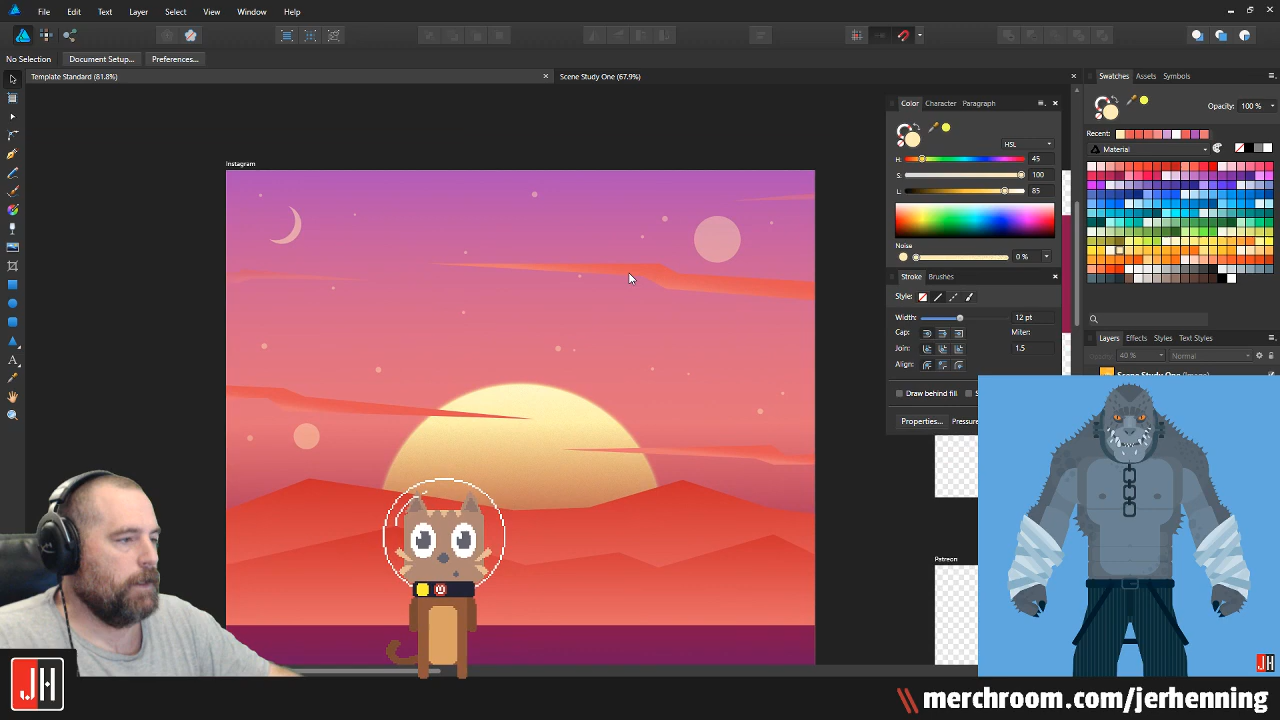 File Edit Text Layer Select View Window Help
No Selection Document Setup... Preferences...
Template Standard (81.8%) × Scene Study One (67.9%) ×
Instagram
Color Character Paragraph
HSL
H: 45
S: 100
L: 85
Noise
0 %
Stroke Brushes
Style:
Width: 12 pt
Cap: Miter:
Join: 1.5
Align:
Draw behind fill
Properties... Pressure
Swatches Assets Symbols
Opacity: 100 %
Recent:
Material
Layers Effects Styles Text Styles
Opacity: 40 % Normal
Scene Study One (Image)
Patreon
JH
JH
\\ merchroom.com/jerhenning